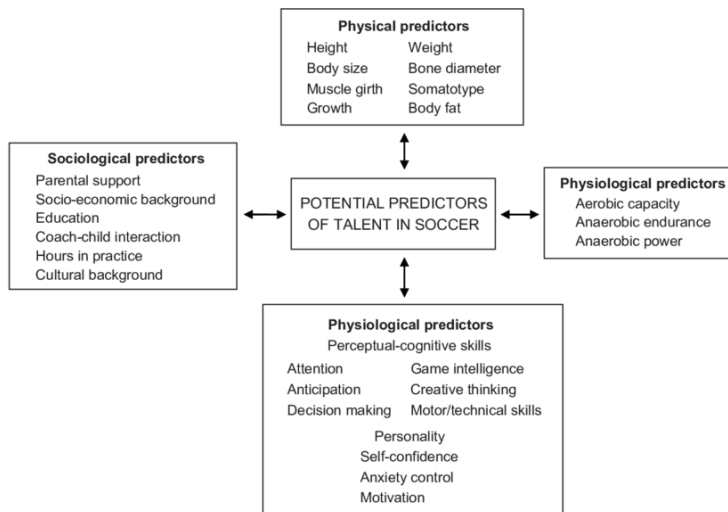 Physical predictors
Height Weight
Body size Bone diameter
Muscle girth Somatotype
Growth Body fat
Sociological predictors
Parental support
Socio-economic background
Education
Coach-child interaction
Hours in practice
Cultural background
POTENTIAL PREDICTORS
OF TALENT IN SOCCER
Physiological predictors
Aerobic capacity
Anaerobic endurance
Anaerobic power
Physiological predictors
Perceptual-cognitive skills
Attention Game intelligence
Anticipation Creative thinking
Decision making Motor/technical skills
Personality
Self-confidence
Anxiety control
Motivation